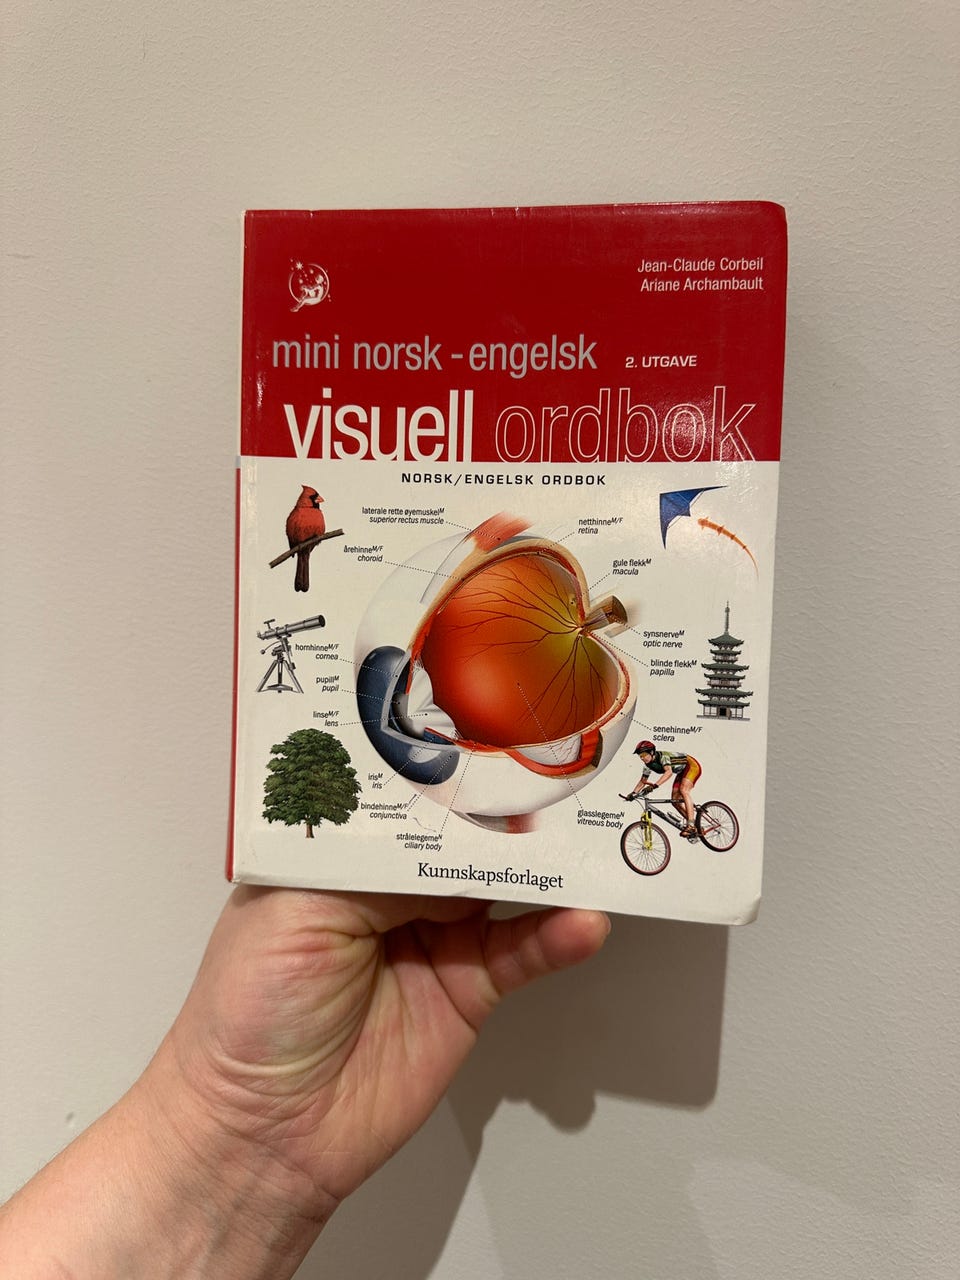 Jean-Claude Corbeil
Ariane Archambault
mini norsk - engelsk 2. UTGAVE
visuell ordbok
NORSK/ENGELSK ORDBOK
laterale rette øyemuskelM
superior rectus muscle
netthinneM/F
retina
årehinneM/F
choroid
gule flekkM
macula
synsnerveM
optic nerve
hornhinneM/F
cornea
blinde flekkM
papilla
pupillM
pupil
linseM/F
lens
senehinneM/F
sclera
irisM
iris
bindehinneM/F
conjunctiva
glasslegemeN
vitreous body
strålelegemeN
ciliary body
Kunnskapsforlaget